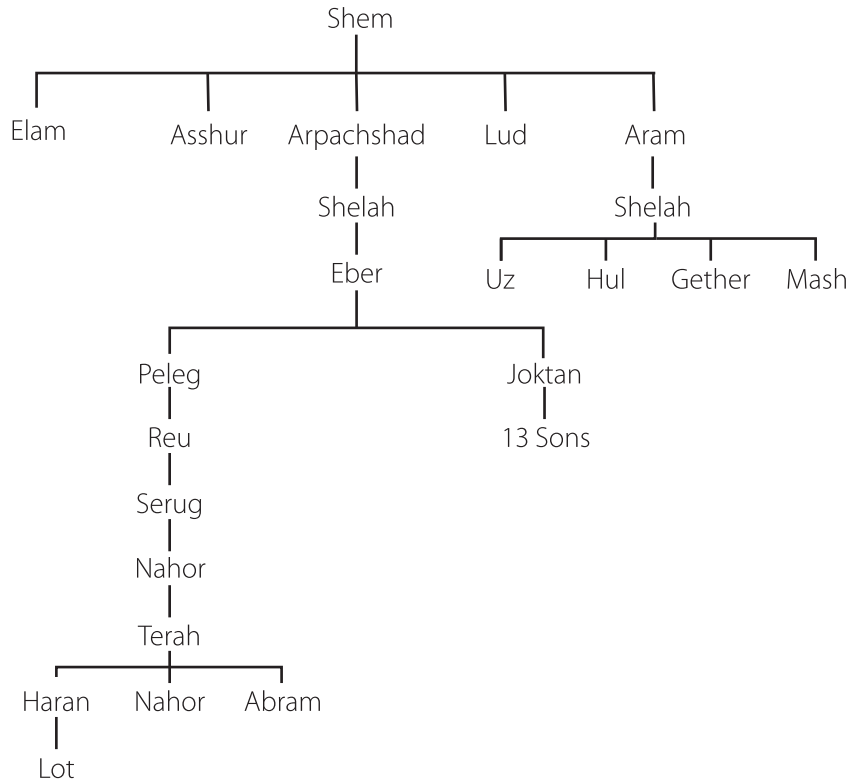 Shem
Elam Asshur Arpachshad Lud Aram
Shelah Shelah
Eber Uz Hul Gether Mash
Peleg Joktan
Reu 13 Sons
Serug
Nahor
Terah
Haran Nahor Abram
Lot